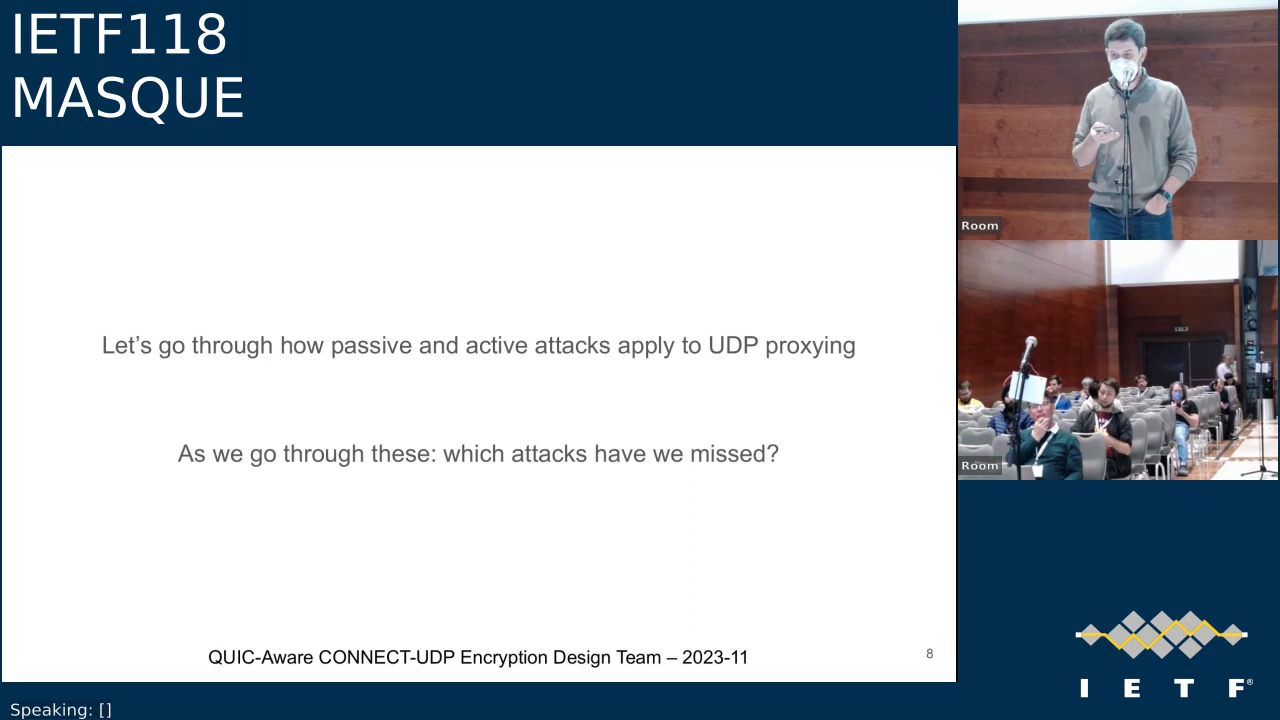 IETF118
MASQUE
Let’s go through how passive and active attacks apply to UDP proxying
As we go through these: which attacks have we missed?
QUIC-Aware CONNECT-UDP Encryption Design Team – 2023-11
8
Speaking: []
Room
Room
I E T F®